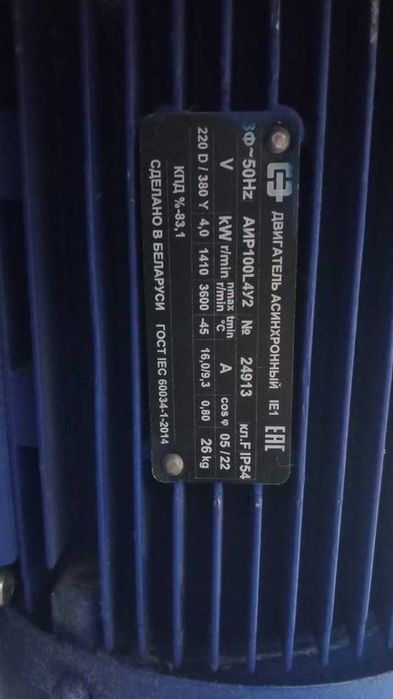 ДВИГАТЕЛЬ АСИНХРОННЫЙ IE1 EAC
3Ф~50Hz АИР100L4У2 № 24913 кл.F IP54
V kW r/min nmax r/min tmin °C A cos φ 05/22
220 D / 380 Y 4,0 1410 3600 -45 16,0/9,3 0,80 26 kg
КПД %-83,1
СДЕЛАНО В БЕЛАРУСИ ГОСТ IEC 60034-1-2014